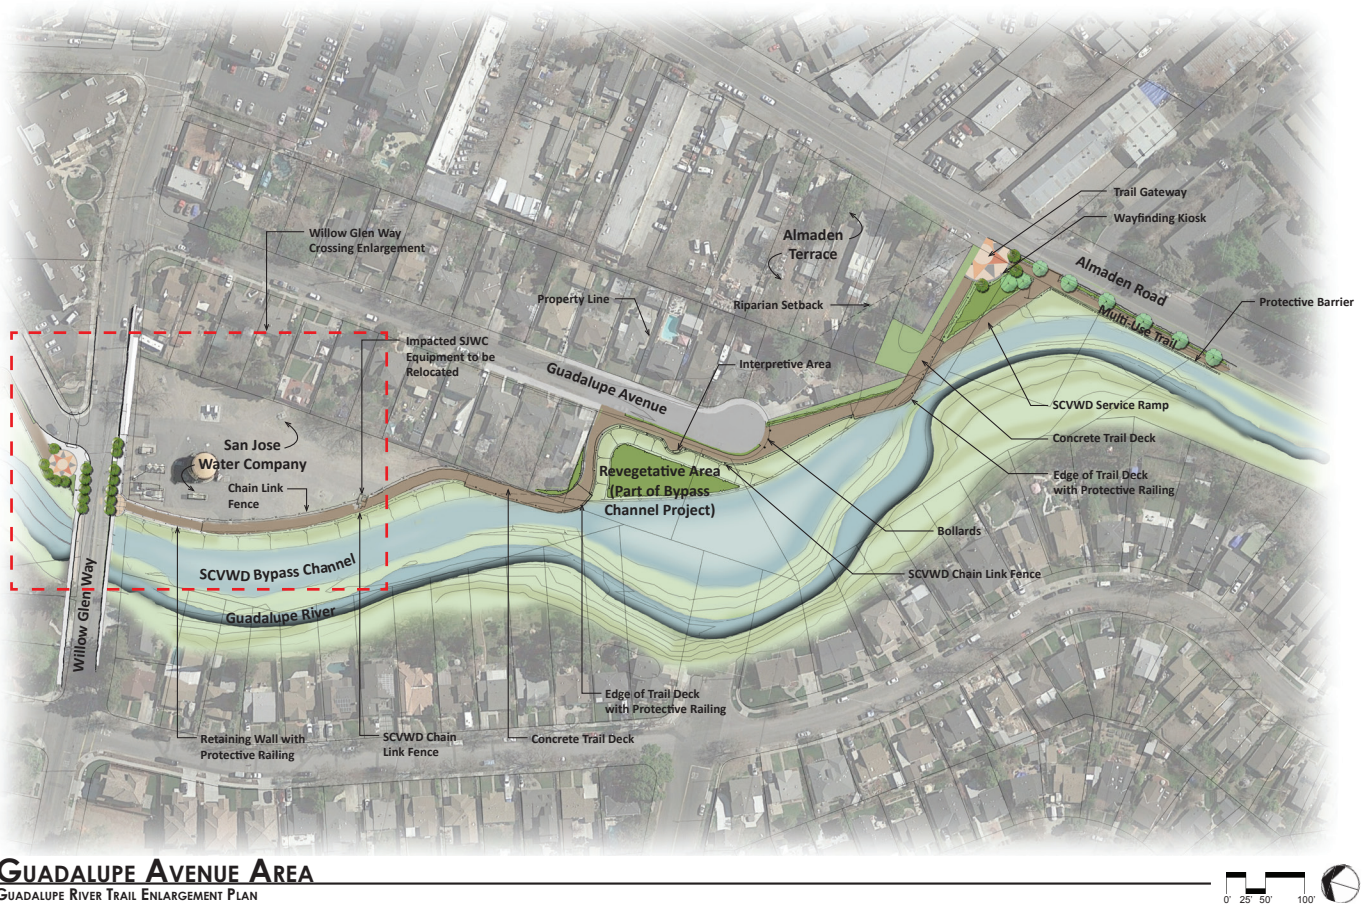 Trail Gateway
Wayfinding Kiosk
Willow Glen Way
Crossing Enlargement
Almaden
Terrace
Almaden Road
Property Line
Riparian Setback
Protective Barrier
Multi-Use Trail
Impacted SJWC
Equipment to be
Relocated
Guadalupe Avenue
Interpretive Area
SCVWD Service Ramp
Concrete Trail Deck
San Jose
Water Company
Chain Link
Fence
Revegetative Area
(Part of Bypass
Channel Project)
Edge of Trail Deck
with Protective Railing
Bollards
SCVWD Bypass Channel
SCVWD Chain Link Fence
Guadalupe River
Willow Glen Way
Edge of Trail Deck
with Protective Railing
Retaining Wall with
Protective Railing
SCVWD Chain
Link Fence
Concrete Trail Deck
GUADALUPE AVENUE AREA
GUADALUPE RIVER TRAIL ENLARGEMENT PLAN
0' 25' 50' 100'